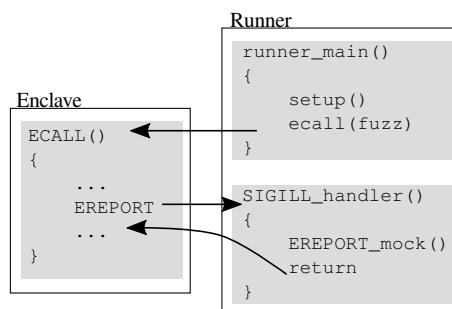 Runner
runner_main()
{
setup()
ecall(fuzz)
}
Enclave
ECALL()
{
...
EREPORT
...
}
SIGILL_handler()
{
EREPORT_mock()
return
}